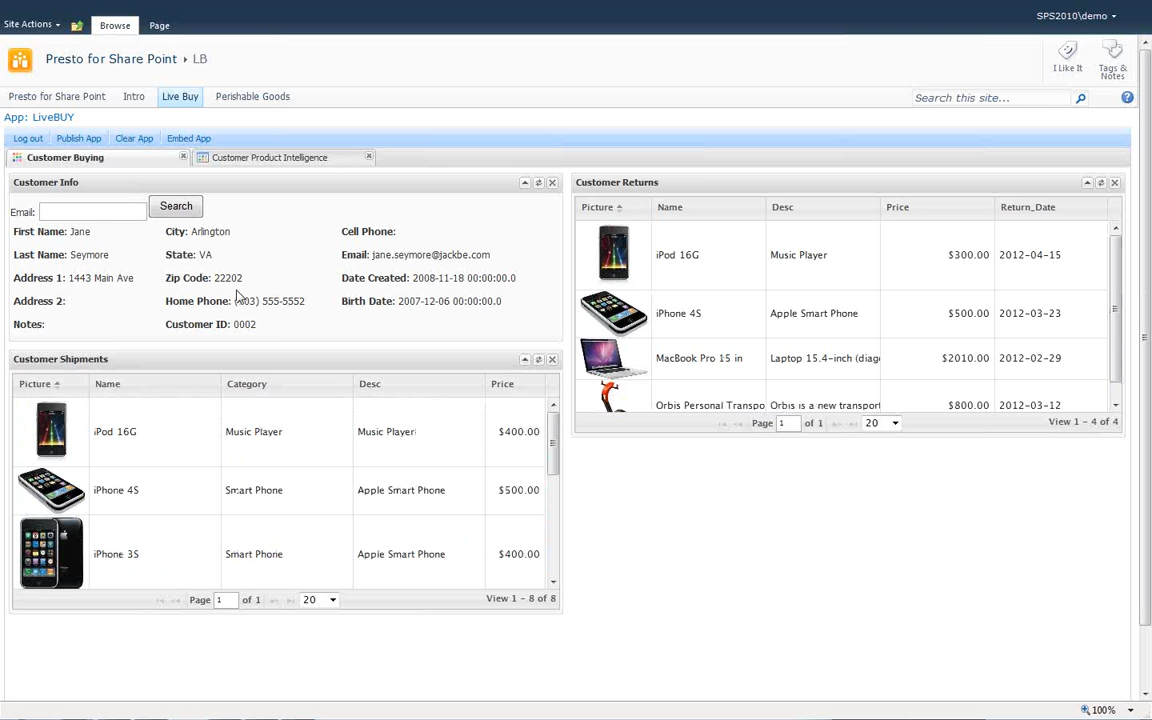 SPS2010\demo
Site Actions Browse Page
Presto for Share Point ▸ LB
I Like It Tags & Notes
Presto for Share Point Intro Live Buy Perishable Goods Search this site...
App: LiveBUY
Log out Publish App Clear App Embed App
Customer Buying Customer Product Intelligence
Customer Info
Email: Search
First Name: Jane City: Arlington Cell Phone:
Last Name: Seymore State: VA Email: jane.seymore@jackbe.com
Address 1: 1443 Main Ave Zip Code: 22202 Date Created: 2008-11-18 00:00:00.0
Address 2: Home Phone: 03) 555-5552 Birth Date: 2007-12-06 00:00:00.0
Notes: Customer ID: 0002
Customer Shipments
Picture Name Category Desc Price
iPod 16G Music Player Music Player $400.00
iPhone 4S Smart Phone Apple Smart Phone $500.00
iPhone 3S Smart Phone Apple Smart Phone $400.00
Page 1 of 1 20 View 1 - 8 of 8
Customer Returns
Picture Name Desc Price Return_Date
iPod 16G Music Player $300.00 2012-04-15
iPhone 4S Apple Smart Phone $500.00 2012-03-23
MacBook Pro 15 in Laptop 15.4-inch (diag $2010.00 2012-02-29
Orbis Personal Transpo Orbis is a new transport $800.00 2012-03-12
Page 1 of 1 20 View 1 - 4 of 4
100%